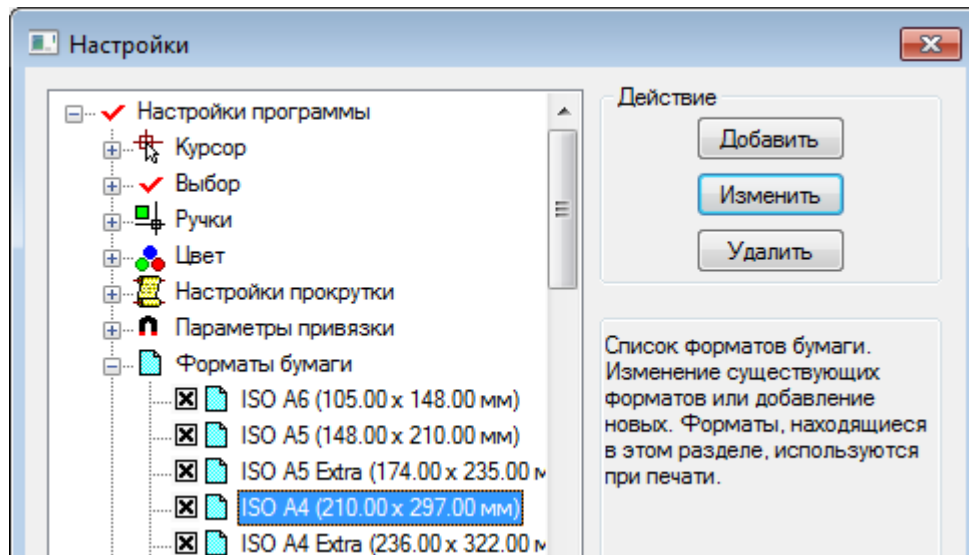 Настройки
Настройки программы
Курсор
Выбор
Ручки
Цвет
Настройки прокрутки
Параметры привязки
Форматы бумаги
ISO A6 (105.00 x 148.00 мм)
ISO A5 (148.00 x 210.00 мм)
ISO A5 Extra (174.00 x 235.00 м
ISO A4 (210.00 x 297.00 мм)
ISO A4 Extra (236.00 x 322.00 м
Действие
Добавить
Изменить
Удалить
Список форматов бумаги.
Изменение существующих
форматов или добавление
новых. Форматы, находящиеся
в этом разделе, используются
при печати.